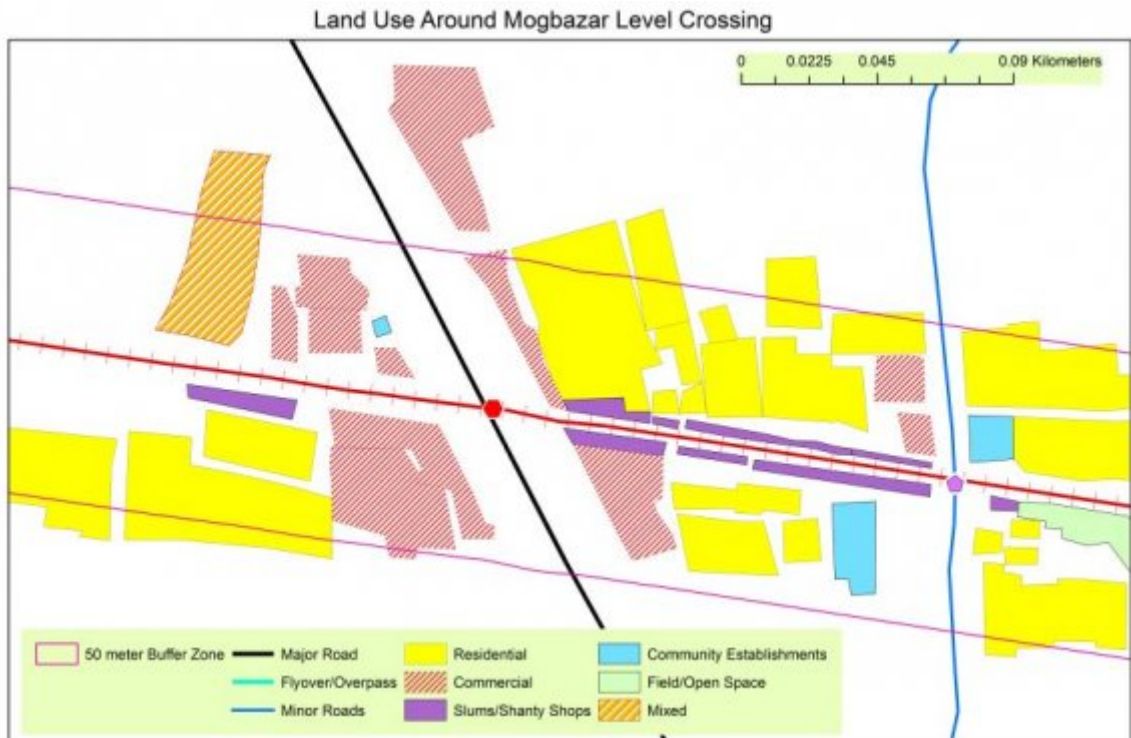 Land Use Around Mogbazar Level Crossing
0 0.0225 0.045 0.09 Kilometers
50 meter Buffer Zone Major Road Residential Community Establishments
Flyover/Overpass Commercial Field/Open Space
Minor Roads Slums/Shanty Shops Mixed